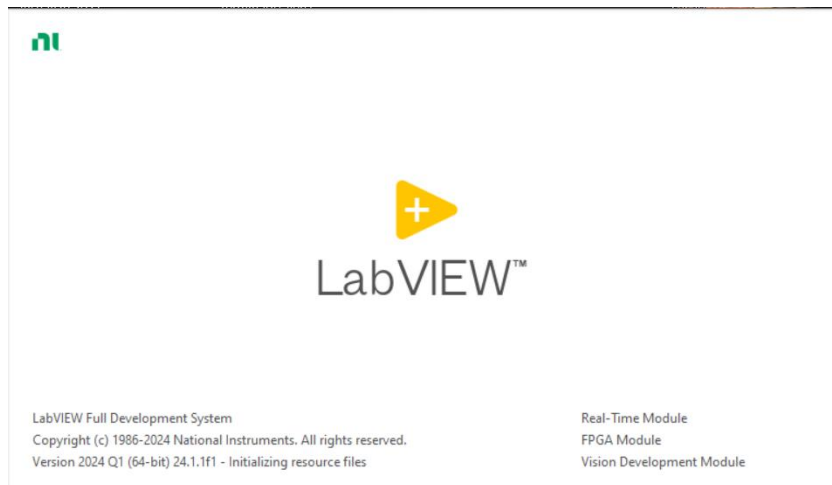 ni
LabVIEW™
LabVIEW Full Development System
Copyright (c) 1986-2024 National Instruments. All rights reserved.
Version 2024 Q1 (64-bit) 24.1.1f1 - Initializing resource files
Real-Time Module
FPGA Module
Vision Development Module